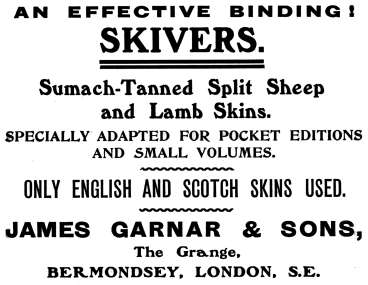 AN EFFECTIVE BINDING!
SKIVERS.
Sumach-Tanned Split Sheep
and Lamb Skins.
SPECIALLY ADAPTED FOR POCKET EDITIONS
AND SMALL VOLUMES.
ONLY ENGLISH AND SCOTCH SKINS USED.
JAMES GARNAR & SONS,
The Grange,
BERMONDSEY, LONDON, S.E.